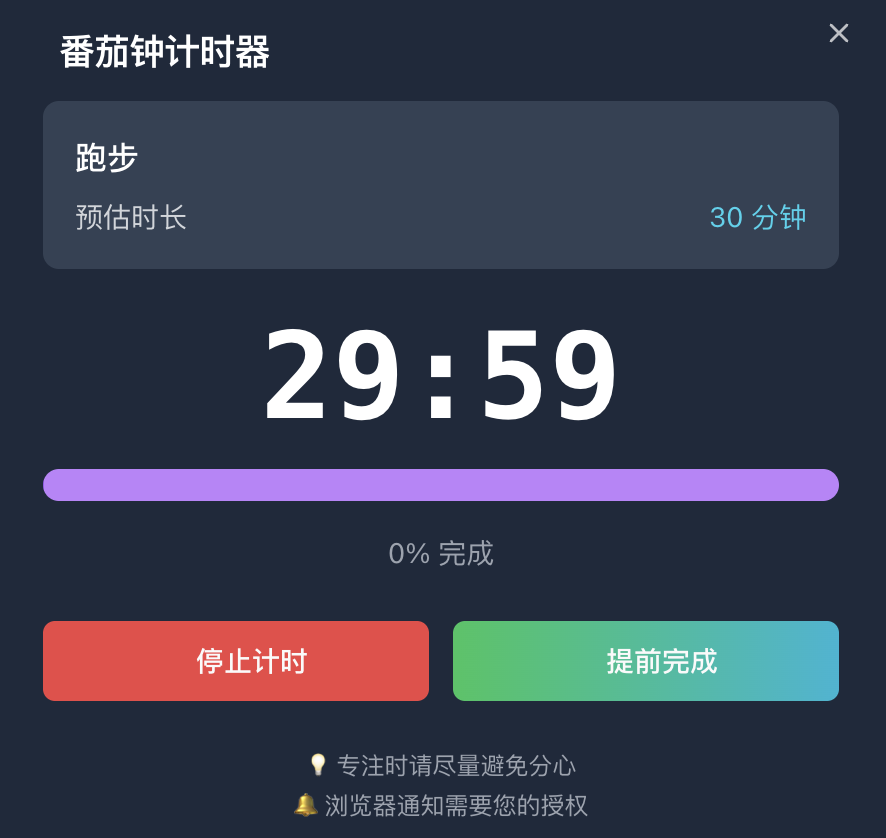 番茄钟计时器
跑步
预估时长 30 分钟
29:59
0% 完成
停止计时 提前完成
💡 专注时请尽量避免分心
🔔 浏览器通知需要您的授权